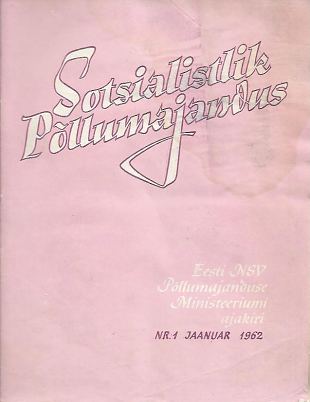 Sotsialistlik
Põllumajandus
Eesti NSV
Põllumajanduse
Ministeeriumi
ajakiri
NR.1 JAANUAR 1962